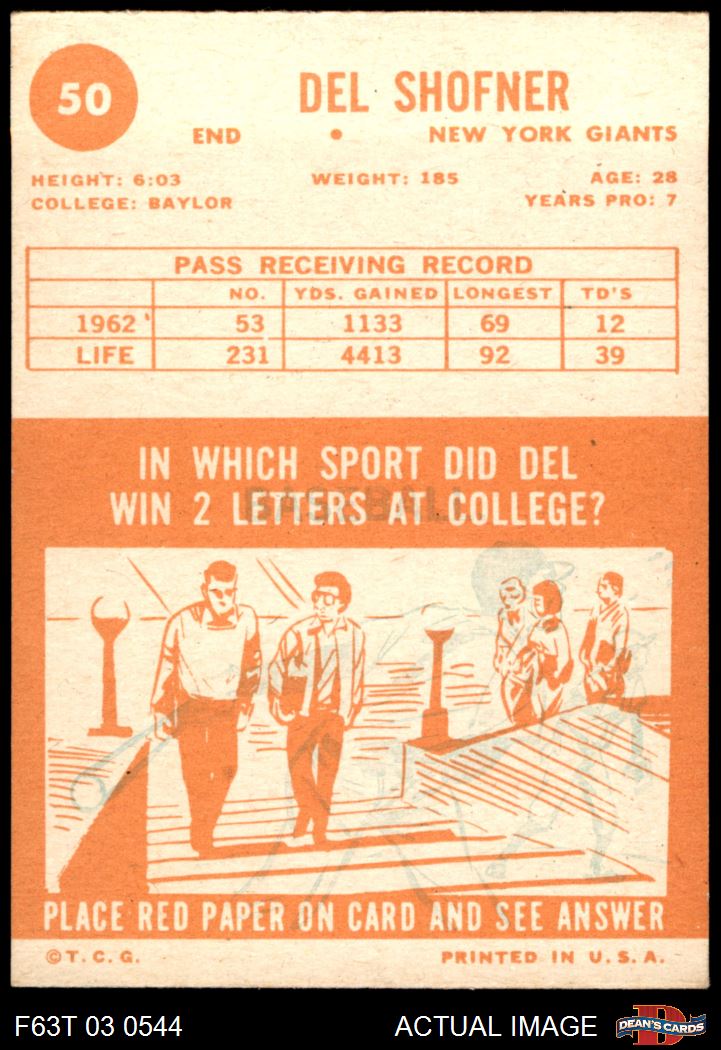 50
DEL SHOFNER
END • NEW YORK GIANTS
HEIGHT: 6:03 WEIGHT: 185 AGE: 28
COLLEGE: BAYLOR YEARS PRO: 7
PASS RECEIVING RECORD
NO. YDS. GAINED LONGEST TD'S
1962 53 1133 69 12
LIFE 231 4413 92 39
IN WHICH SPORT DID DEL
WIN 2 LETTERS AT COLLEGE?
BASEBALL
PLACE RED PAPER ON CARD AND SEE ANSWER
©T.C.G. PRINTED IN U.S.A.
F63T 03 0544 ACTUAL IMAGE D DEAN'S CARDS